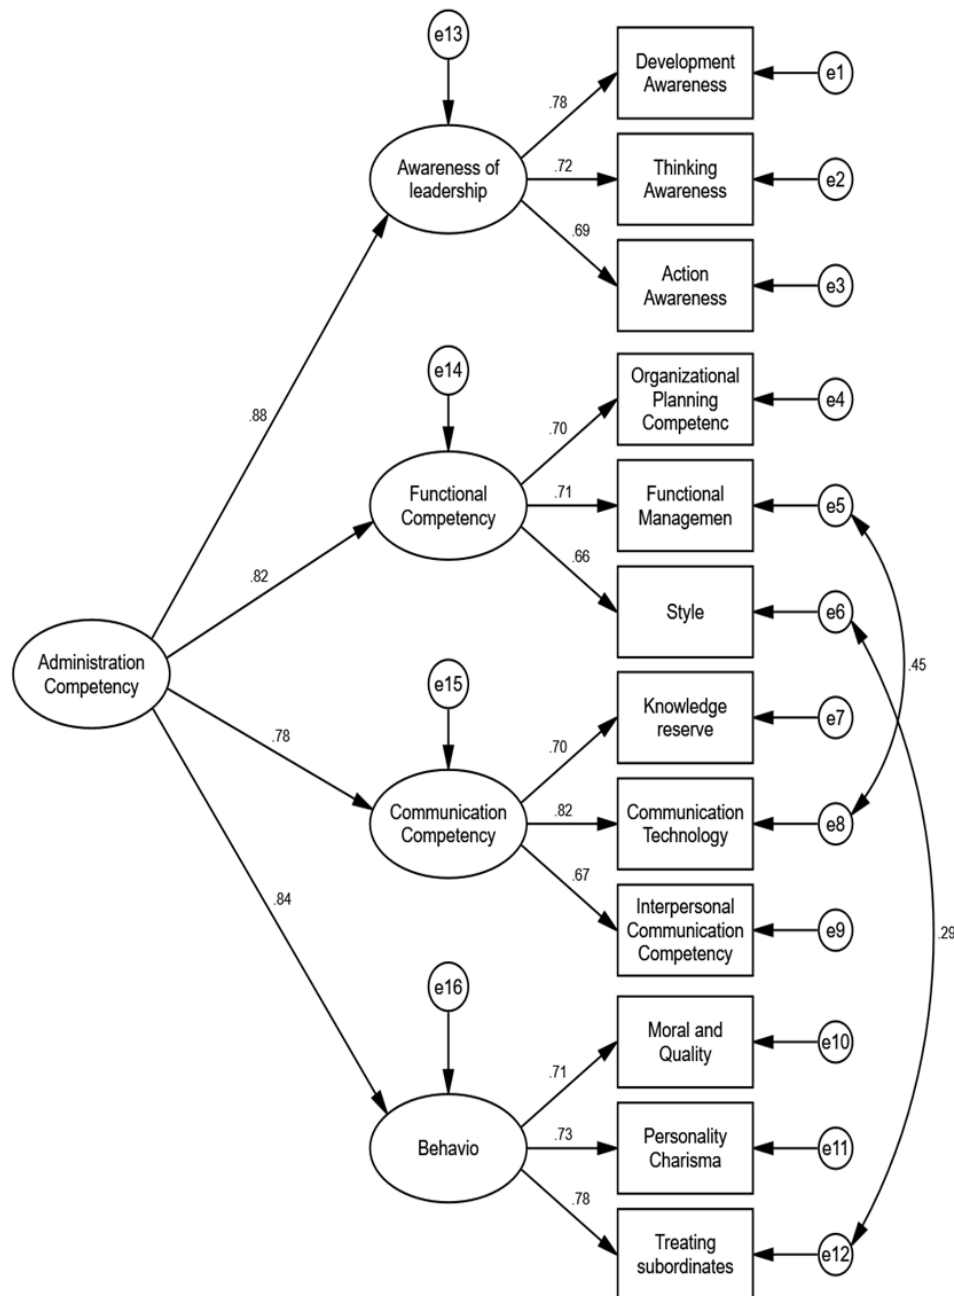 e13
Development
Awareness
e1
.78
Awareness of
leadership
.72
Thinking
Awareness
e2
.69
Action
Awareness
e3
e14
Organizational
Planning
Competenc
e4
.88
.70
Functional
Competency
.71
Functional
Managemen
e5
.82
.66
Style
e6
Administration
Competency
.45
e15
Knowledge
reserve
e7
.78
.70
Communication
Competency
.82
Communication
Technology
e8
.67
.84
Interpersonal
Communication
Competency
e9
.29
e16
Moral and
Quality
e10
.71
Behavio
.73
Personality
Charisma
e11
.78
Treating
subordinates
e12